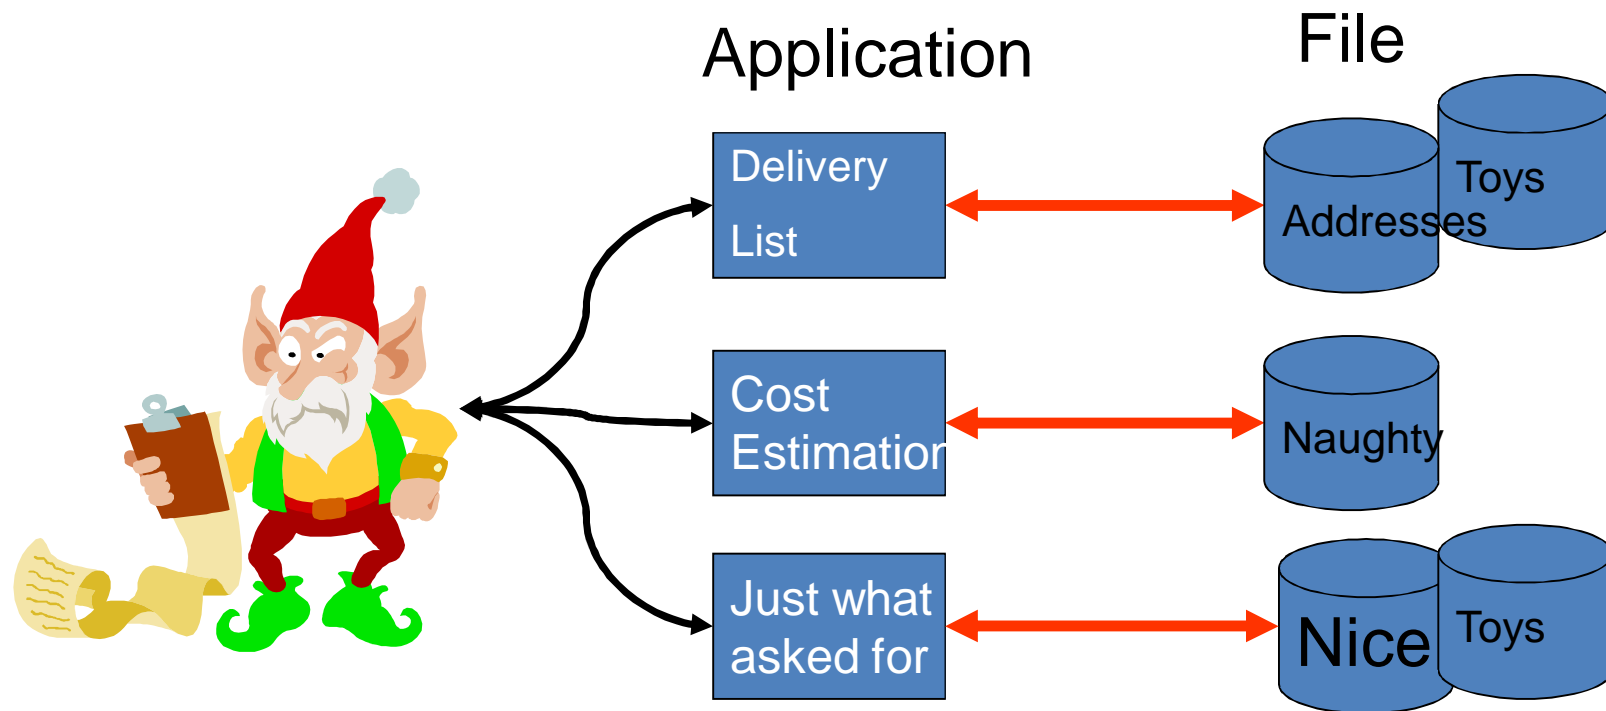 Application
File
Delivery
List
Addresses
Toys
Cost
Estimation
Naughty
Just what
asked for
Nice
Toys